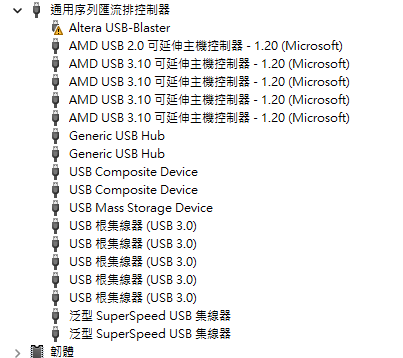 通用序列匯流排控制器
Altera USB-Blaster
AMD USB 2.0 可延伸主機控制器 - 1.20 (Microsoft)
AMD USB 3.10 可延伸主機控制器 - 1.20 (Microsoft)
AMD USB 3.10 可延伸主機控制器 - 1.20 (Microsoft)
AMD USB 3.10 可延伸主機控制器 - 1.20 (Microsoft)
AMD USB 3.10 可延伸主機控制器 - 1.20 (Microsoft)
Generic USB Hub
Generic USB Hub
USB Composite Device
USB Composite Device
USB Mass Storage Device
USB 根集線器 (USB 3.0)
USB 根集線器 (USB 3.0)
USB 根集線器 (USB 3.0)
USB 根集線器 (USB 3.0)
USB 根集線器 (USB 3.0)
泛型 SuperSpeed USB 集線器
泛型 SuperSpeed USB 集線器
韌體